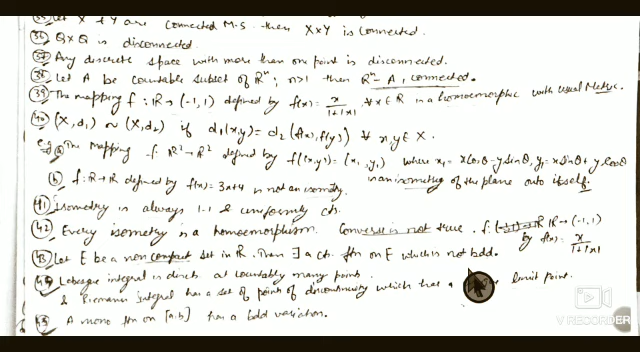 (35) Let X & Y are connected M.S. then X×Y is connected.
(36) Q×Q is disconnected.
(37) Any discrete space with more than one point is disconnected.
(38) Let A be countable subset of Rⁿ; n>1 then Rⁿ - A, connected.
(39) The mapping f : R → (-1, 1) defined by f(x) = x/(1+|x|) ∀ x∈R is a homeomorphic with usual Metric.
(40) (X, d₁) ~ (X, d₂) if d₁(x,y) = d₂(f(x), f(y)) ∀ x, y ∈ X.
e.g. (a) The mapping f: R² → R² defined by f(x,y) = (x₁, y₁) where x₁ = x cosθ - y sinθ, y₁ = x sinθ + y cosθ
is an isometry of the plane onto itself.
(b) f: R → R defined by f(x) = 3x+4 is not an isometry.
(41) Isometry is always 1-1 & uniformly cts.
(42) Every isometry is a homeomorphism. Converse is not true. f: R → (-1, 1)
by f(x) = x/(1+|x|)
(43) Let E be a non compact set in R. Then ∃ a cts. ftn on E which is not bdd.
(44) Lebesgue integral is discts at countably many points
& Riemann integral has a set of points of discontinuity which has a limit point.
(45) A mono ftn on [a,b] has a bdd variation.
V RECORDER